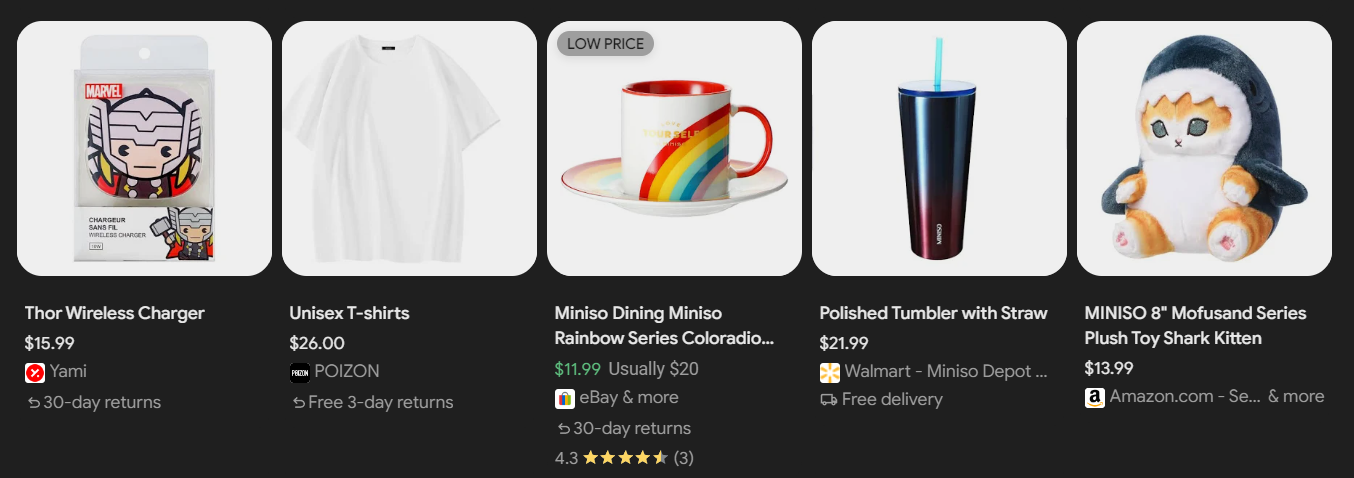 MARVEL
CHARGEUR
SANS FIL
WIRELESS CHARGER
10W
Thor Wireless Charger
$15.99
Yami
30-day returns
Unisex T-shirts
$26.00
POIZON
POIZON
Free 3-day returns
LOW PRICE
Miniso Dining Miniso
Rainbow Series Coloradio...
$11.99 Usually $20
eBay & more
30-day returns
4.3 (3)
MINISO
Polished Tumbler with Straw
$21.99
Walmart - Miniso Depot ...
Free delivery
MINISO 8" Mofusand Series
Plush Toy Shark Kitten
$13.99
a Amazon.com - Se... & more